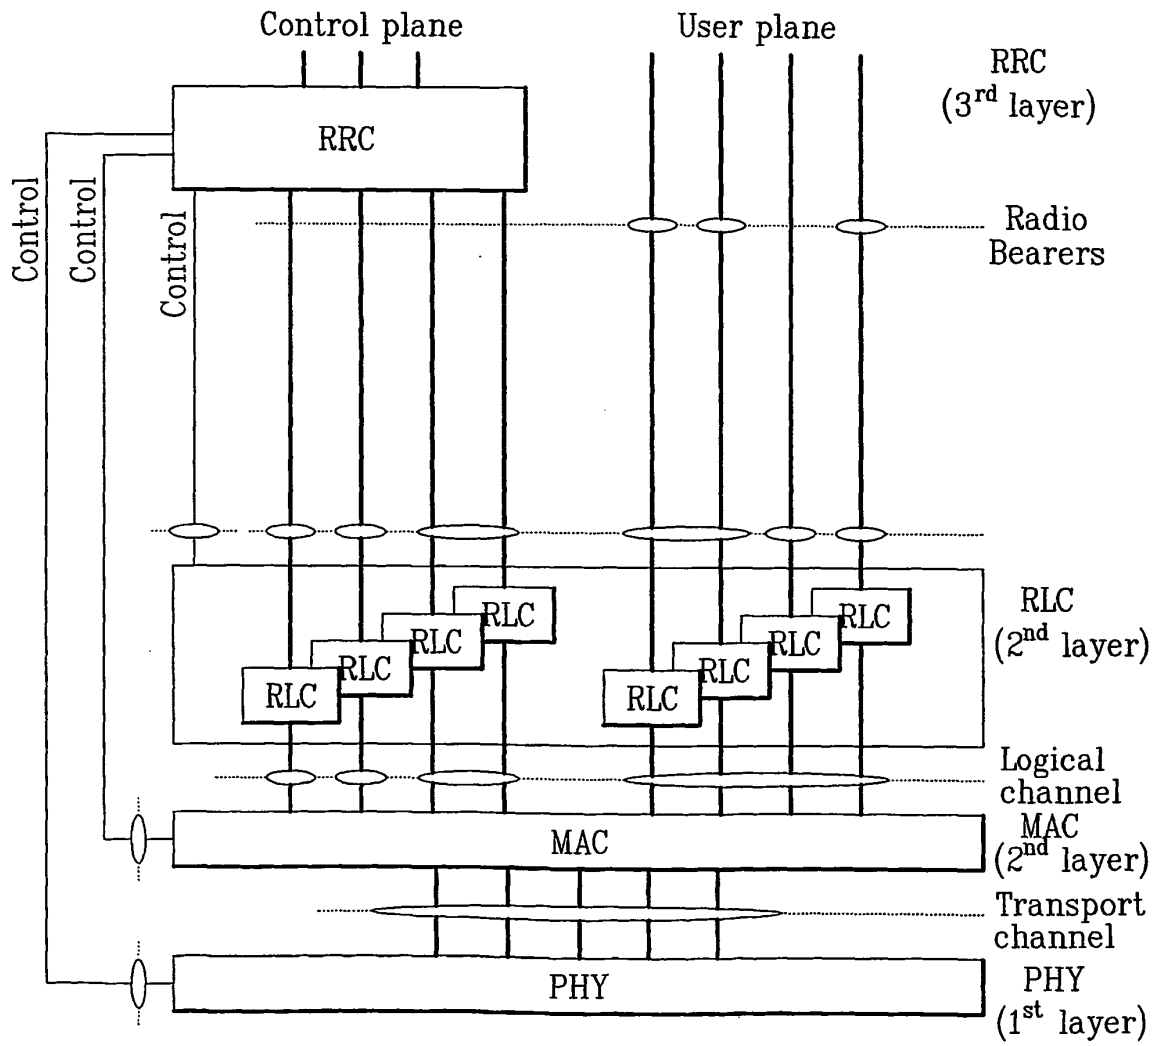 Control plane
User plane
RRC
(3rd layer)
RRC
Control
Control
Control
Radio
Bearers
RLC
RLC
RLC
RLC
RLC
RLC
RLC
RLC
RLC
(2nd layer)
Logical
channel
MAC
MAC
(2nd layer)
Transport
channel
PHY
PHY
(1st layer)